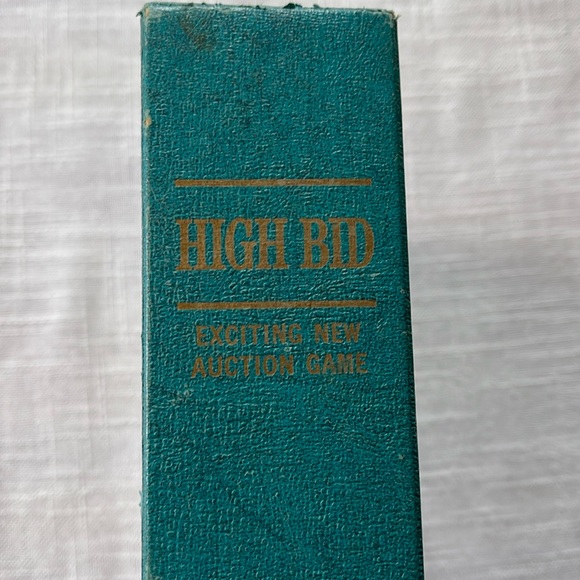 HIGH BID
EXCITING NEW
AUCTION GAME